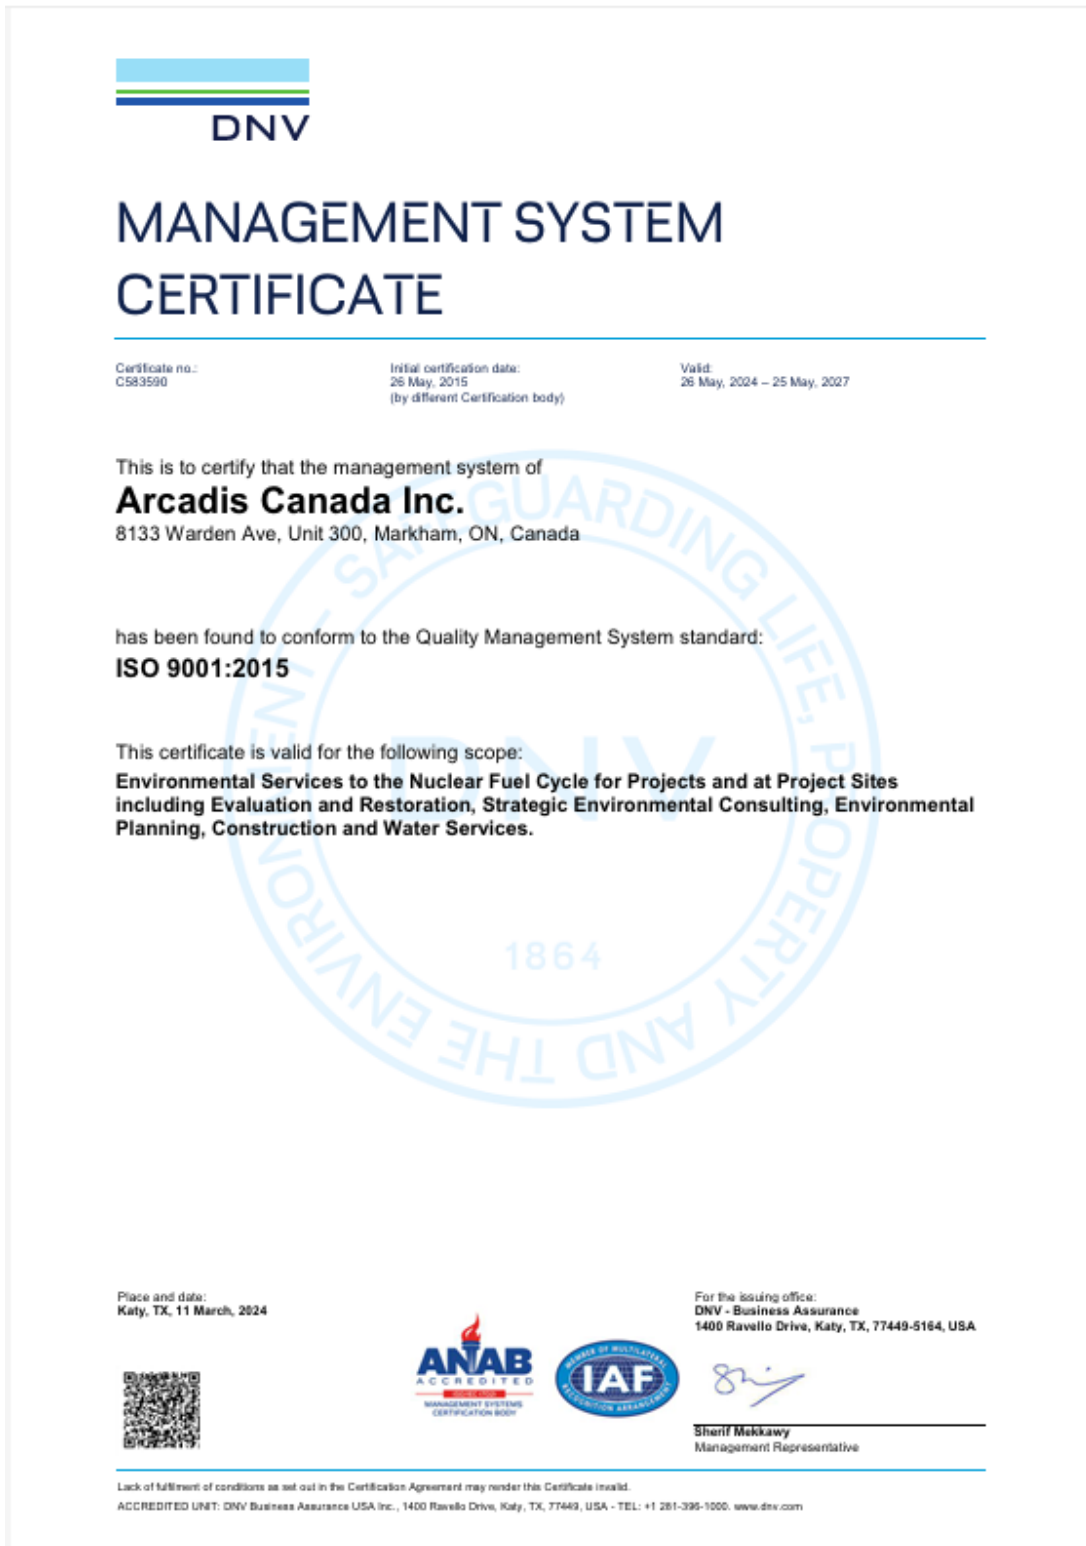 DNV
MANAGEMENT SYSTEM
CERTIFICATE
Certificate no.:
C583590
Initial certification date:
26 May, 2015
(by different Certification body)
Valid:
26 May, 2024 – 25 May, 2027
This is to certify that the management system of
Arcadis Canada Inc.
8133 Warden Ave, Unit 300, Markham, ON, Canada
has been found to conform to the Quality Management System standard:
ISO 9001:2015
This certificate is valid for the following scope:
Environmental Services to the Nuclear Fuel Cycle for Projects and at Project Sites
including Evaluation and Restoration, Strategic Environmental Consulting, Environmental
Planning, Construction and Water Services.
SAFEGUARDING LIFE, PROPERTY AND THE ENVIRONMENT –
DNV
1864
Place and date:
Katy, TX, 11 March, 2024
For the issuing office:
DNV - Business Assurance
1400 Ravello Drive, Katy, TX, 77449-5164, USA
ANAB
ACCREDITED
MANAGEMENT SYSTEMS
CERTIFICATION BODY
MEMBER OF MULTILATERAL
IAF
RECOGNITION ARRANGEMENT
Sherif Mekkawy
Management Representative
Lack of fulfilment of conditions as set out in the Certification Agreement may render this Certificate invalid.
ACCREDITED UNIT: DNV Business Assurance USA Inc., 1400 Ravello Drive, Katy, TX, 77449, USA - TEL: +1 281-396-1000. www.dnv.com